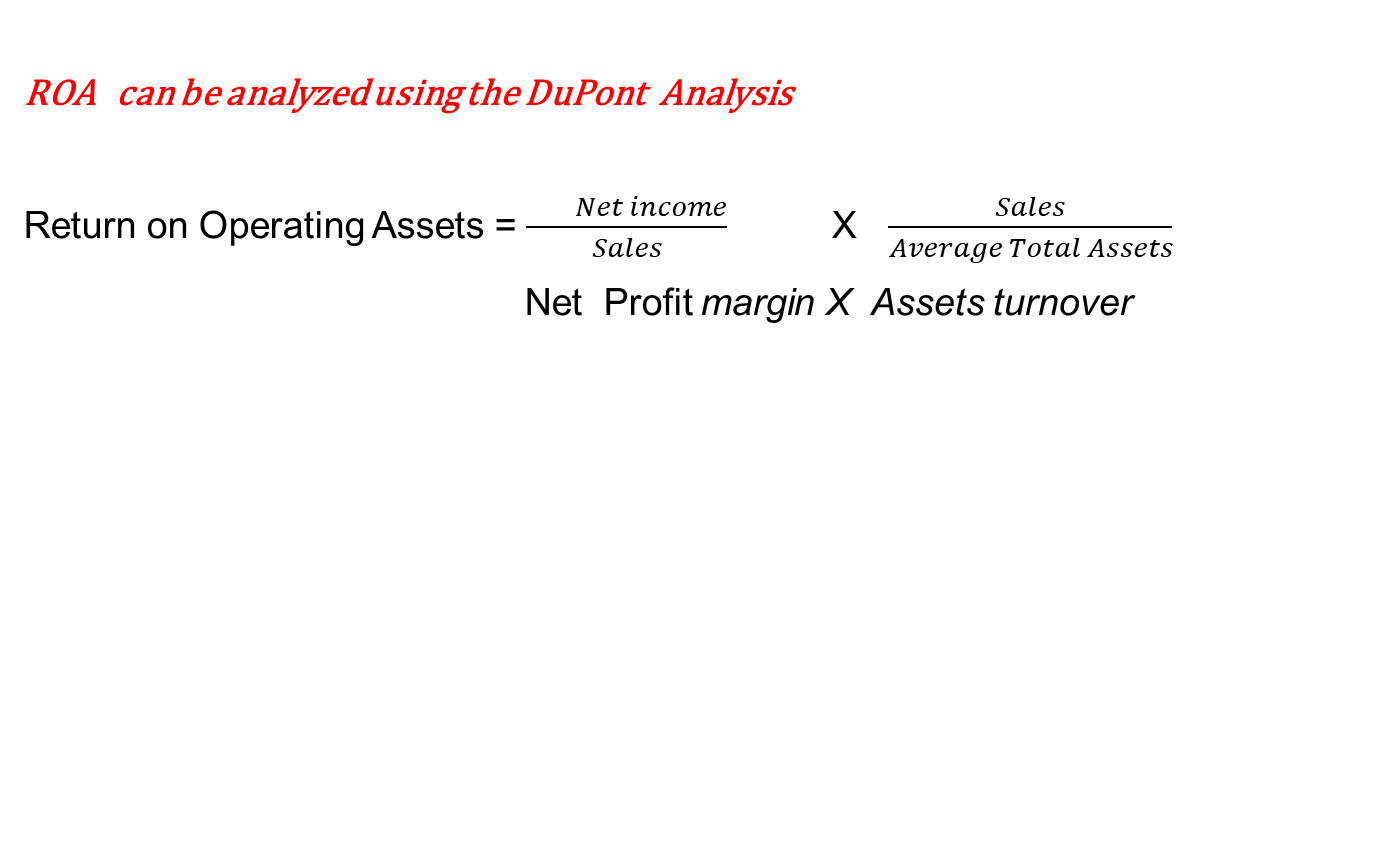 ROA can be analyzed using the DuPont Analysis
Return on Operating Assets = Net income / Sales X Sales / Average Total Assets
Net Profit margin X Assets turnover